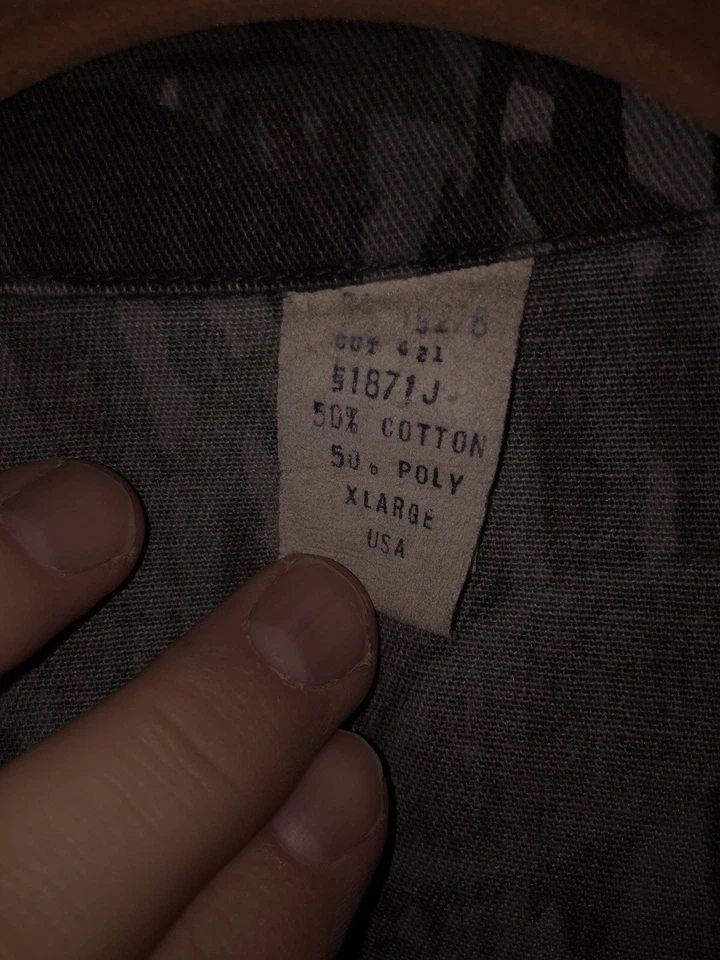 CUT 421
51871J
50% COTTON
50% POLY
XLARGE
USA